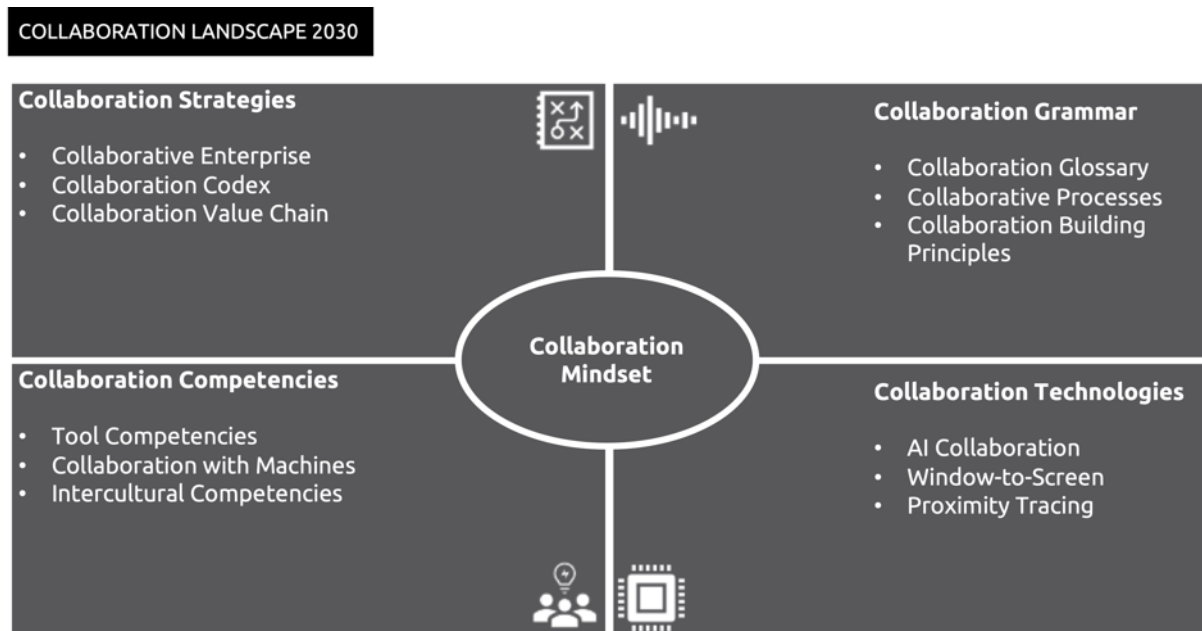 COLLABORATION LANDSCAPE 2030
Collaboration Strategies
• Collaborative Enterprise
• Collaboration Codex
• Collaboration Value Chain
Collaboration Grammar
• Collaboration Glossary
• Collaborative Processes
• Collaboration Building
Principles
Collaboration
Mindset
Collaboration Competencies
• Tool Competencies
• Collaboration with Machines
• Intercultural Competencies
Collaboration Technologies
• AI Collaboration
• Window-to-Screen
• Proximity Tracing